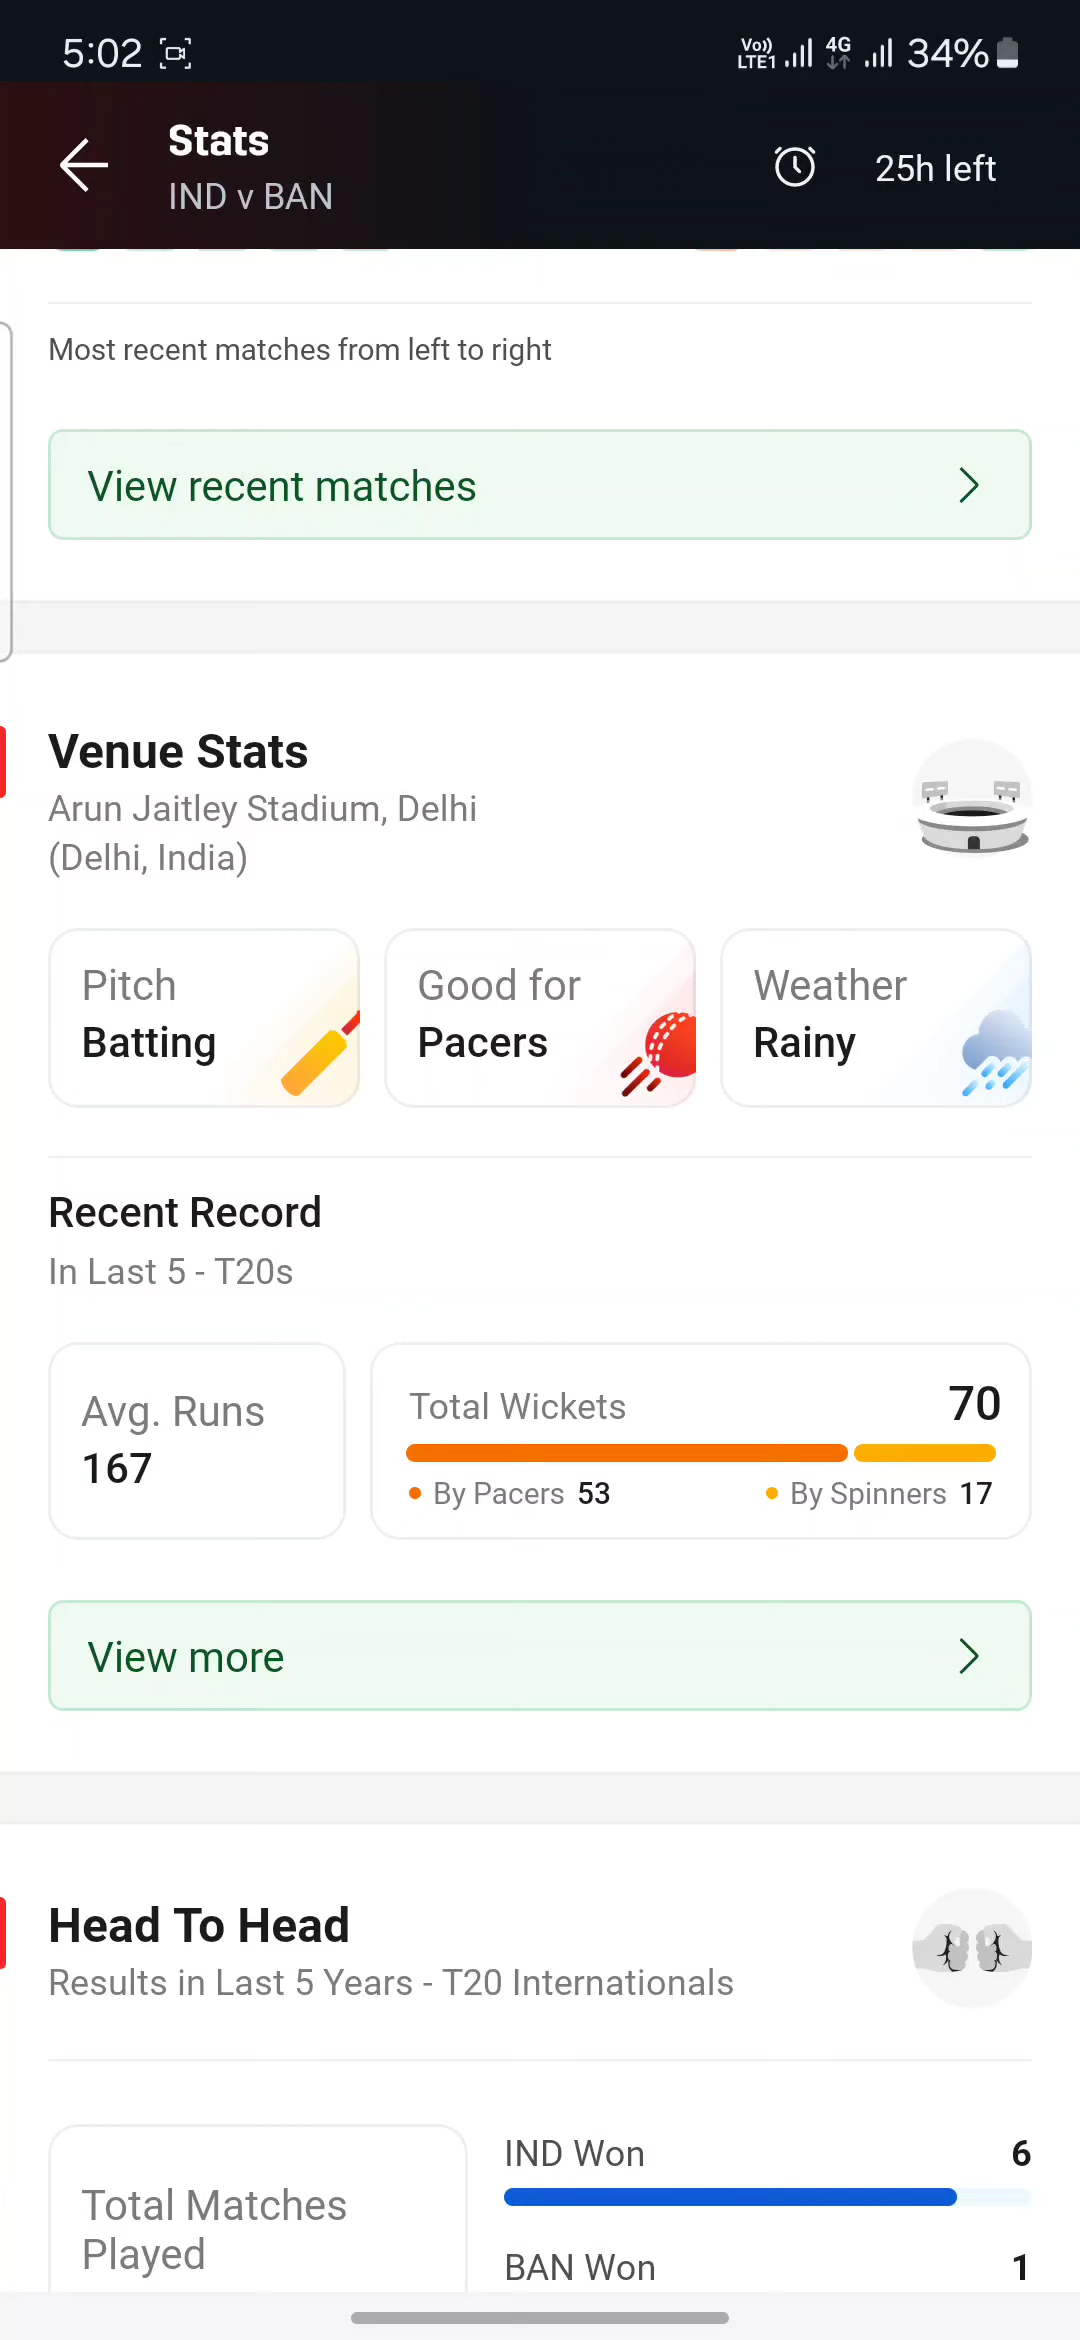 5:02
Vo)) LTE1 4G 34%
Stats
IND v BAN
25h left
Most recent matches from left to right
View recent matches
Venue Stats
Arun Jaitley Stadium, Delhi
(Delhi, India)
Pitch
Batting
Good for
Pacers
Weather
Rainy
Recent Record
In Last 5 - T20s
Avg. Runs
167
Total Wickets 70
By Pacers 53
By Spinners 17
View more
Head To Head
Results in Last 5 Years - T20 Internationals
Total Matches
Played
IND Won 6
BAN Won 1